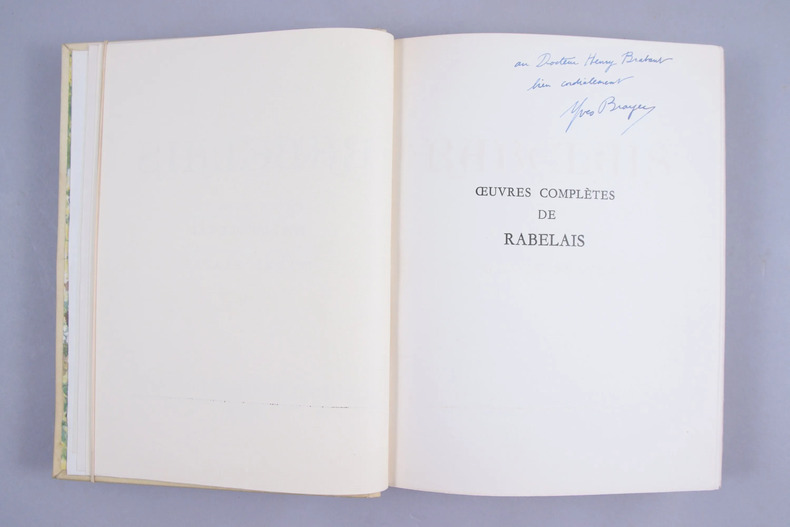 au Docteur Henry Brabant
bien cordialement
Yves Brayer
ŒUVRES COMPLÈTES
DE
RABELAIS